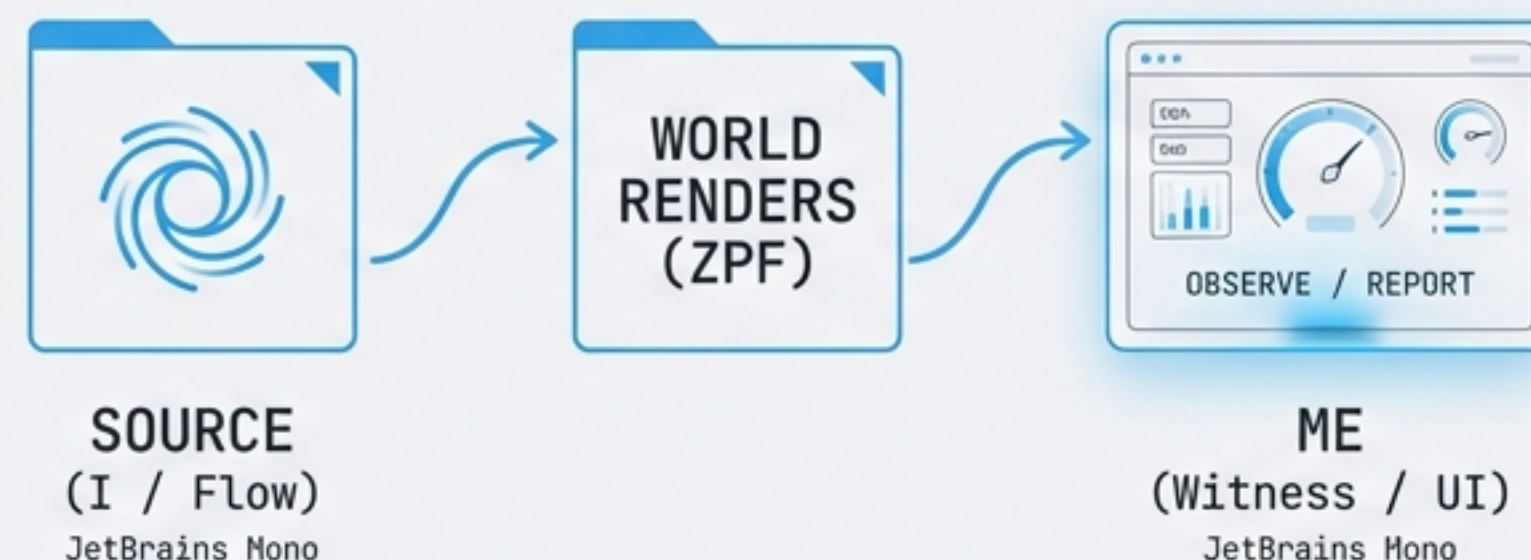 WORLD
RENDERS
(ZPF)
OBSERVE / REPORT
SOURCE
(I / Flow)
JetBrains Mono
ME
(Witness / UI)
JetBrains Mono